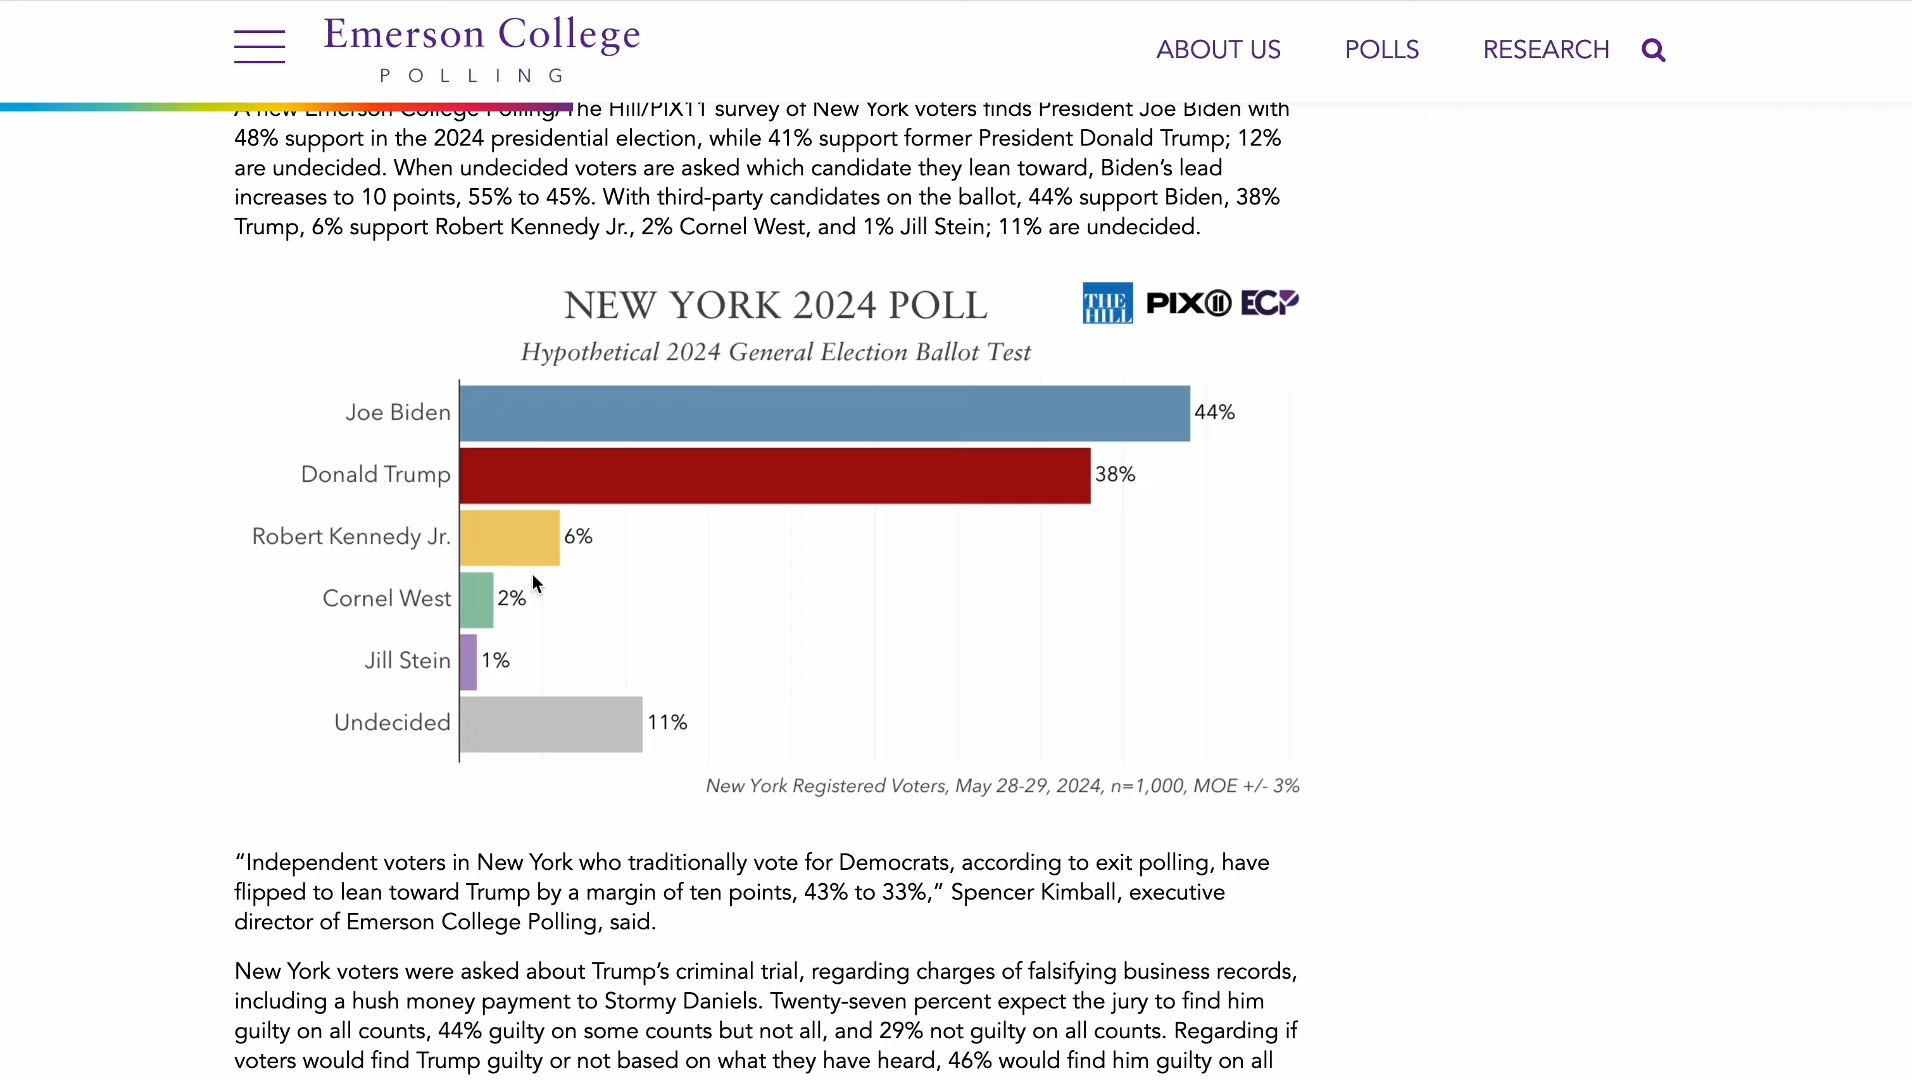 Emerson College
POLLING
ABOUT US
POLLS
RESEARCH
A new Emerson College Polling/The Hill/PIX11 survey of New York voters finds President Joe Biden with
48% support in the 2024 presidential election, while 41% support former President Donald Trump; 12%
are undecided. When undecided voters are asked which candidate they lean toward, Biden’s lead
increases to 10 points, 55% to 45%. With third-party candidates on the ballot, 44% support Biden, 38%
Trump, 6% support Robert Kennedy Jr., 2% Cornel West, and 1% Jill Stein; 11% are undecided.
NEW YORK 2024 POLL
THE HILL
PIX11
ECP
Hypothetical 2024 General Election Ballot Test
Joe Biden 44%
Donald Trump 38%
Robert Kennedy Jr. 6%
Cornel West 2%
Jill Stein 1%
Undecided 11%
New York Registered Voters, May 28-29, 2024, n=1,000, MOE +/- 3%
“Independent voters in New York who traditionally vote for Democrats, according to exit polling, have
flipped to lean toward Trump by a margin of ten points, 43% to 33%,” Spencer Kimball, executive
director of Emerson College Polling, said.
New York voters were asked about Trump’s criminal trial, regarding charges of falsifying business records,
including a hush money payment to Stormy Daniels. Twenty-seven percent expect the jury to find him
guilty on all counts, 44% guilty on some counts but not all, and 29% not guilty on all counts. Regarding if
voters would find Trump guilty or not based on what they have heard, 46% would find him guilty on all